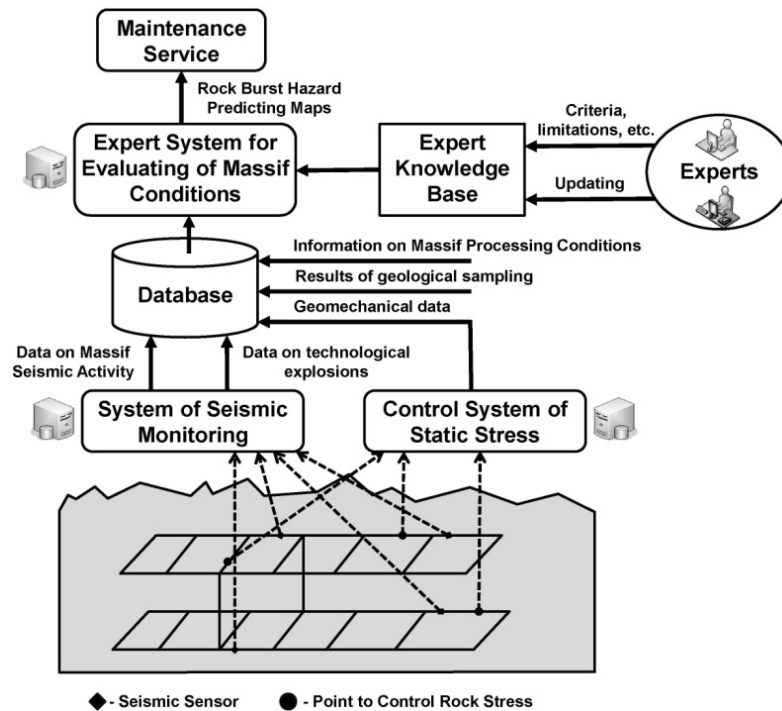 Maintenance
Service
Rock Burst Hazard
Predicting Maps
Expert System for
Evaluating of Massif
Conditions
Expert
Knowledge
Base
Criteria,
limitations, etc.
Updating
Experts
Database
Information on Massif Processing Conditions
Results of geological sampling
Geomechanical data
Data on Massif
Seismic Activity
Data on technological
explosions
System of Seismic
Monitoring
Control System of
Static Stress
- Seismic Sensor
- Point to Control Rock Stress